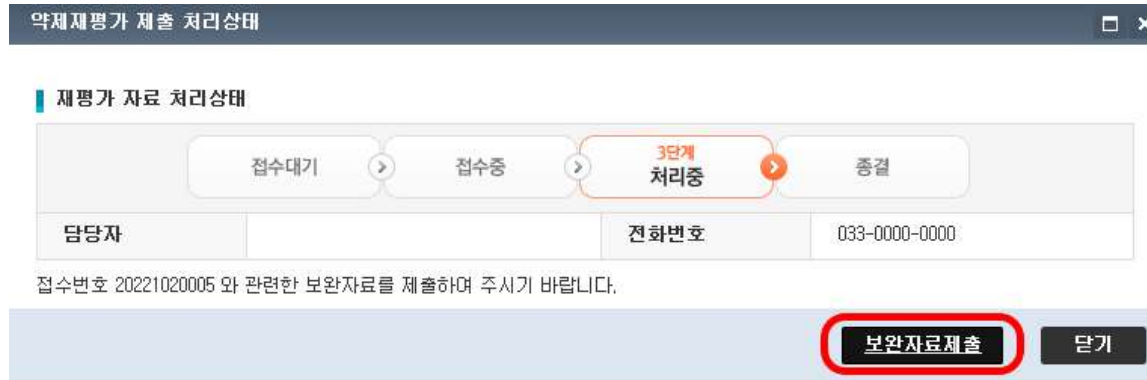 약제재평가 제출 처리상태
재평가 자료 처리상태
접수대기
접수중
3단계
처리중
종결
담당자
전화번호 033-0000-0000
접수번호 20221020005 와 관련한 보완자료를 제출하여 주시기 바랍니다.
보완자료제출 닫기